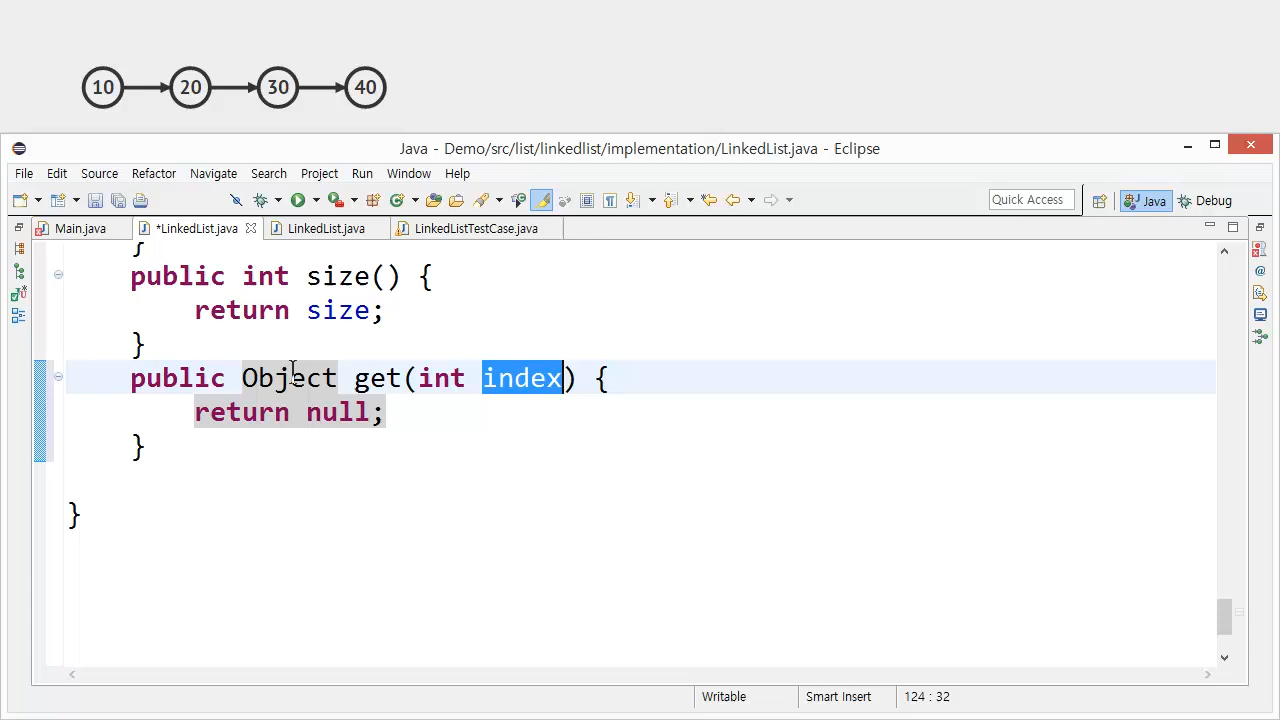 10 20 30 40
Java - Demo/src/list/linkedlist/implementation/LinkedList.java - Eclipse
File Edit Source Refactor Navigate Search Project Run Window Help
Quick Access Java Debug
Main.java *LinkedList.java LinkedList.java LinkedListTestCase.java
}
public int size() {
return size;
}
public Object get(int index) {
return null;
}
}
Writable Smart Insert 124 : 32